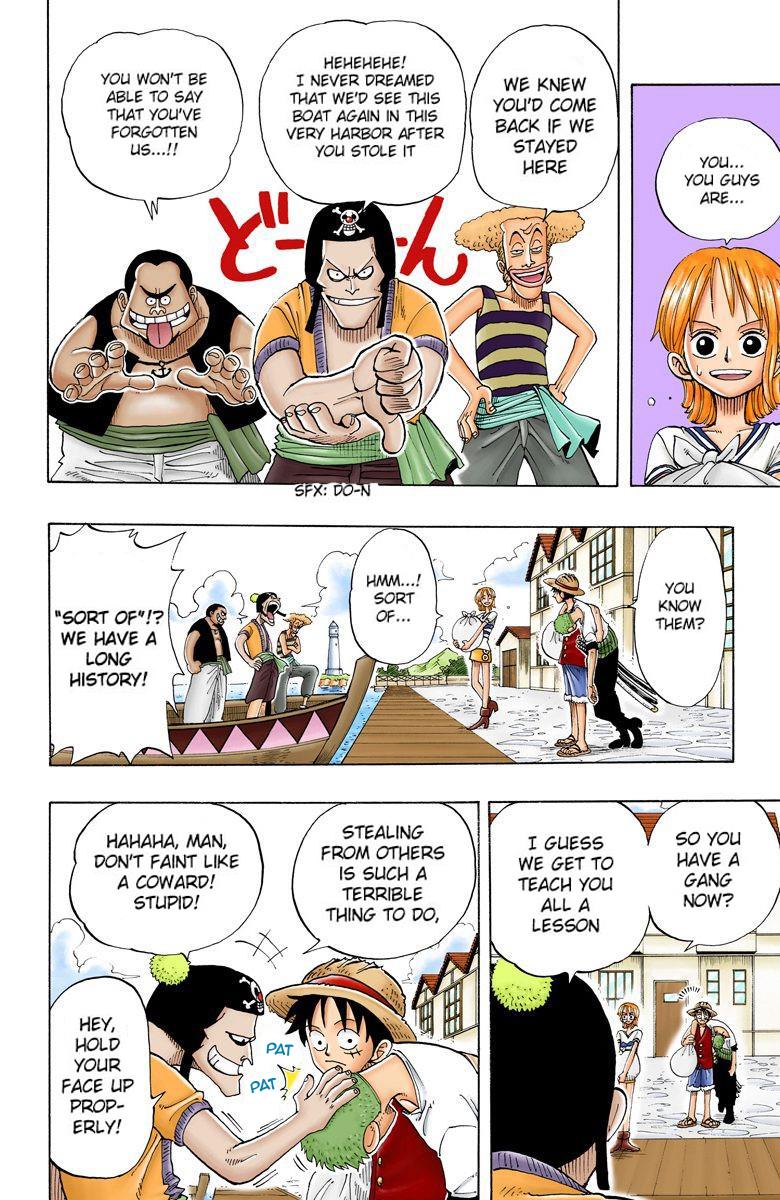 YOU...
YOU GUYS
ARE...
WE KNEW
YOU'D COME
BACK IF WE
STAYED
HERE
HEHEHEHE!
I NEVER DREAMED
THAT WE'D SEE THIS
BOAT AGAIN IN THIS
VERY HARBOR AFTER
YOU STOLE IT
YOU WON'T BE
ABLE TO SAY
THAT YOU'VE
FORGOTTEN
US...!!
どーーん
SFX: DO-N
YOU
KNOW
THEM?
HMM...!
SORT
OF...
"SORT OF"!?
WE HAVE A
LONG
HISTORY!
SO YOU
HAVE A
GANG
NOW?
I GUESS
WE GET TO
TEACH YOU
ALL A
LESSON
STEALING
FROM OTHERS
IS SUCH A
TERRIBLE
THING TO DO,
HAHAHA, MAN,
DON'T FAINT LIKE
A COWARD!
STUPID!
HEY,
HOLD
YOUR
FACE UP
PROP-
ERLY!
PAT
PAT